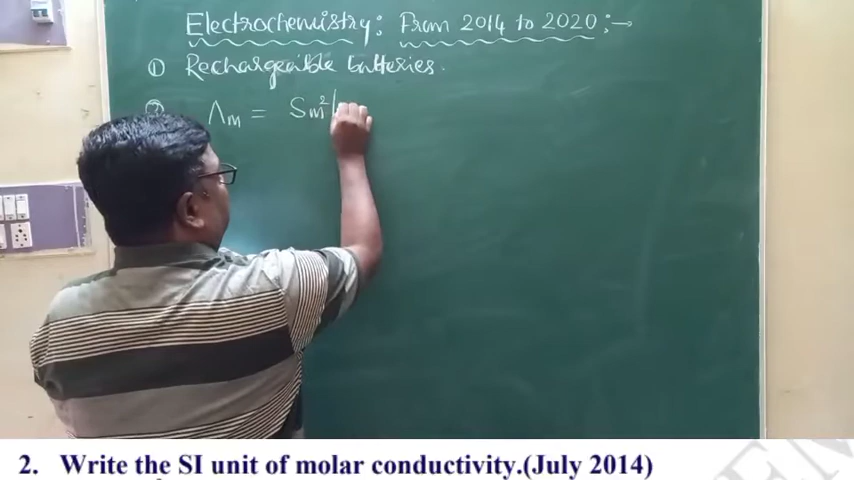 Electrochemistry: From 2014 to 2020:→
① Rechargeable batteries.
② Λm = Sm²
2. Write the SI unit of molar conductivity.(July 2014)